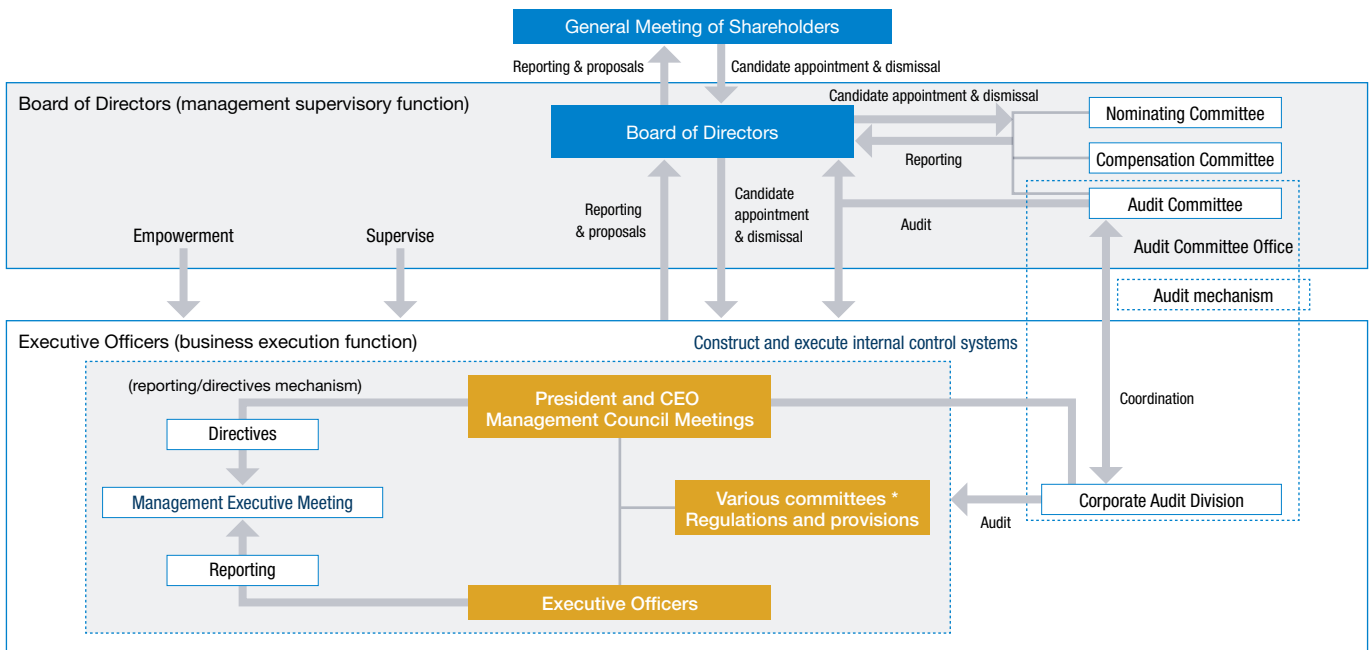 General Meeting of Shareholders
Reporting & proposals
Candidate appointment & dismissal
Board of Directors (management supervisory function)
Candidate appointment & dismissal
Board of Directors
Nominating Committee
Reporting
Compensation Committee
Audit Committee
Reporting
& proposals
Candidate
appointment
& dismissal
Audit
Empowerment
Supervise
Audit Committee Office
Audit mechanism
Executive Officers (business execution function)
Construct and execute internal control systems
(reporting/directives mechanism)
President and CEO
Management Council Meetings
Coordination
Directives
Management Executive Meeting
Various committees *
Regulations and provisions
Corporate Audit Division
Audit
Reporting
Executive Officers